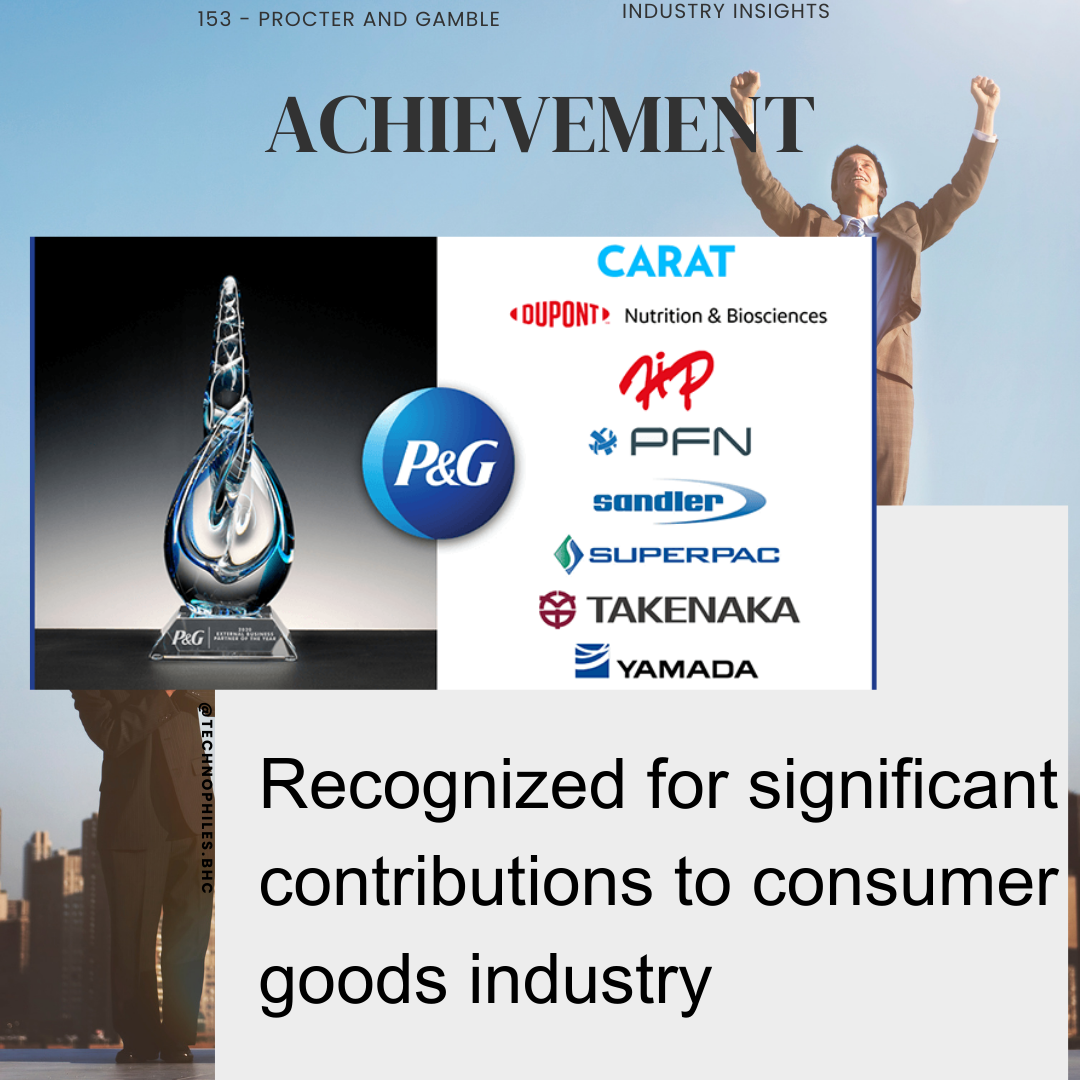 153 - PROCTER AND GAMBLE
INDUSTRY INSIGHTS
ACHIEVEMENT
CARAT
DUPONT Nutrition & Biosciences
HiP
PFN
P&G
sandler
SUPERPAC
TAKENAKA
YAMADA
P&G
2020
EXTERNAL BUSINESS
PARTNER OF THE YEAR
@TECHNOPHILES.BHC
Recognized for significant
contributions to consumer
goods industry